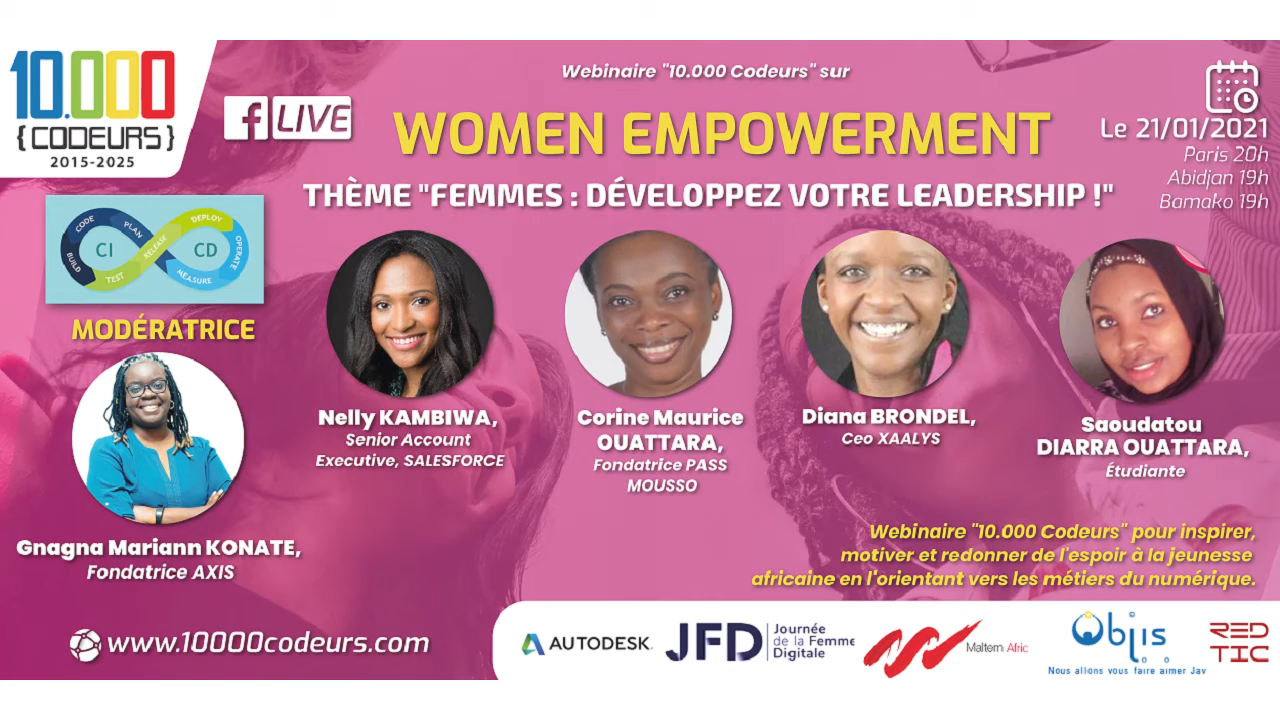 10.000
{CODEURS}
2015-2025
f LIVE
Webinaire "10.000 Codeurs" sur
WOMEN EMPOWERMENT
THÈME "FEMMES : DÉVELOPPEZ VOTRE LEADERSHIP !"
Le 21/01/2021
Paris 20h
Abidjan 19h
Bamako 19h
CODE
PLAN
BUILD
TEST
RELEASE
DEPLOY
OPERATE
MEASURE
CI
CD
MODÉRATRICE
Gnagna Mariann KONATE,
Fondatrice AXIS
Nelly KAMBIWA,
Senior Account
Executive, SALESFORCE
Corine Maurice
OUATTARA,
Fondatrice PASS
MOUSSO
Diana BRONDEL,
Ceo XAALYS
Saoudatou
DIARRA OUATTARA,
Étudiante
Webinaire "10.000 Codeurs" pour inspirer,
motiver et redonner de l'espoir à la jeunesse
africaine en l'orientant vers les métiers du numérique.
www.10000codeurs.com
AUTODESK.
JFD
Journée
de la Femme
Digitale
Maltem Afric
Objis
Nous allons vous faire aimer Jav
RED
TIC